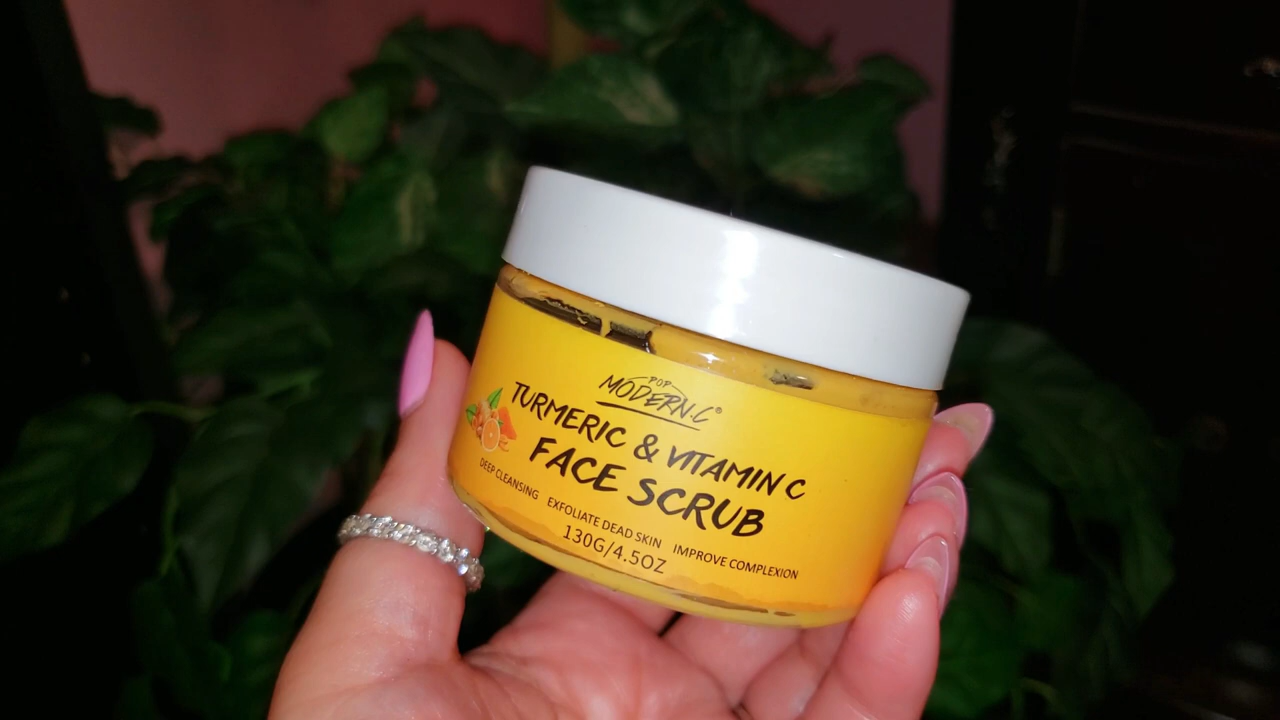 POP
MODERN.C®
TURMERIC & VITAMIN C
FACE SCRUB
DEEP CLEANSING EXFOLIATE DEAD SKIN IMPROVE COMPLEXION
130G/4.5OZ